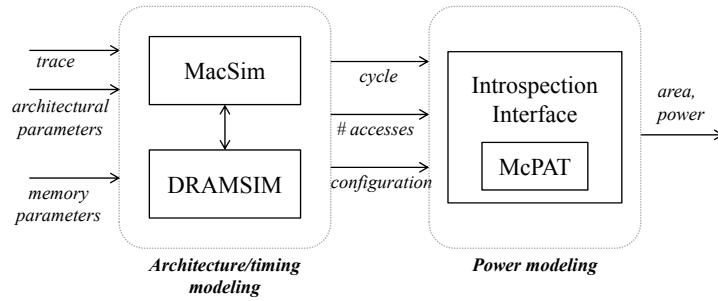 trace
architectural
parameters
memory
parameters
MacSim
DRAMSIM
Architecture/timing
modeling
cycle
# accesses
configuration
Introspection
Interface
McPAT
Power modeling
area,
power